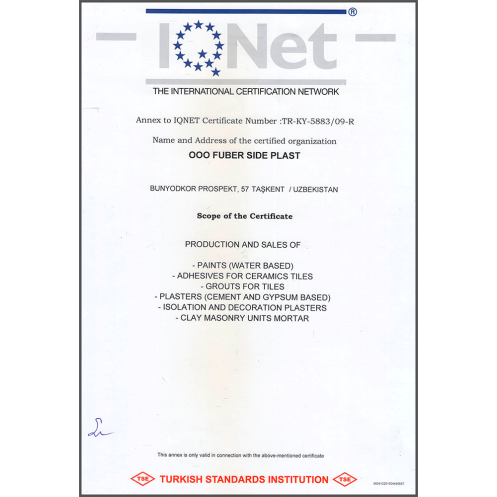 IQNet ®
THE INTERNATIONAL CERTIFICATION NETWORK
Annex to IQNET Certificate Number :TR-KY-5883/09-R
Name and Address of the certified organization
OOO FUBER SIDE PLAST
BUNYODKOR PROSPEKT, 57 TAŞKENT / UZBEKISTAN
Scope of the Certificate
PRODUCTION AND SALES OF
- PAINTS (WATER BASED)
- ADHESIVES FOR CERAMICS TILES
- GROUTS FOR TILES
- PLASTERS (CEMENT AND GYPSUM BASED)
- ISOLATION AND DECORATION PLASTERS
- CLAY MASONRY UNITS MORTAR
This annex is only valid in connection with the above-mentioned certificate
TSE TURKISH STANDARDS INSTITUTION TSE